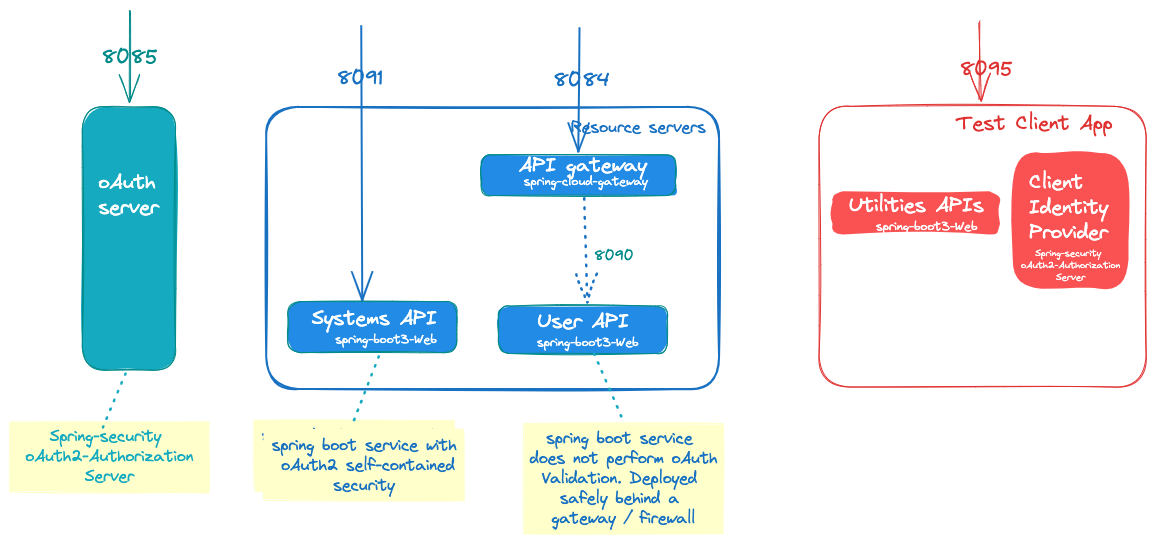 8085
8091
8084
8095
oAuth
server
Resource servers
API gateway
spring-cloud-gateway
8090
Systems API
spring-boot3-Web
User API
spring-boot3-Web
Test Client App
Utilities APIs
spring-boot3-Web
Client
Identity
Provider
Spring-security
oAuth2-Authorization
Server
Spring-security
oAuth2-Authorization
Server
spring boot service with
oAuth2 self-contained
security
spring boot service
does not perform oAuth
Validation. Deployed
safely behind a
gateway / firewall